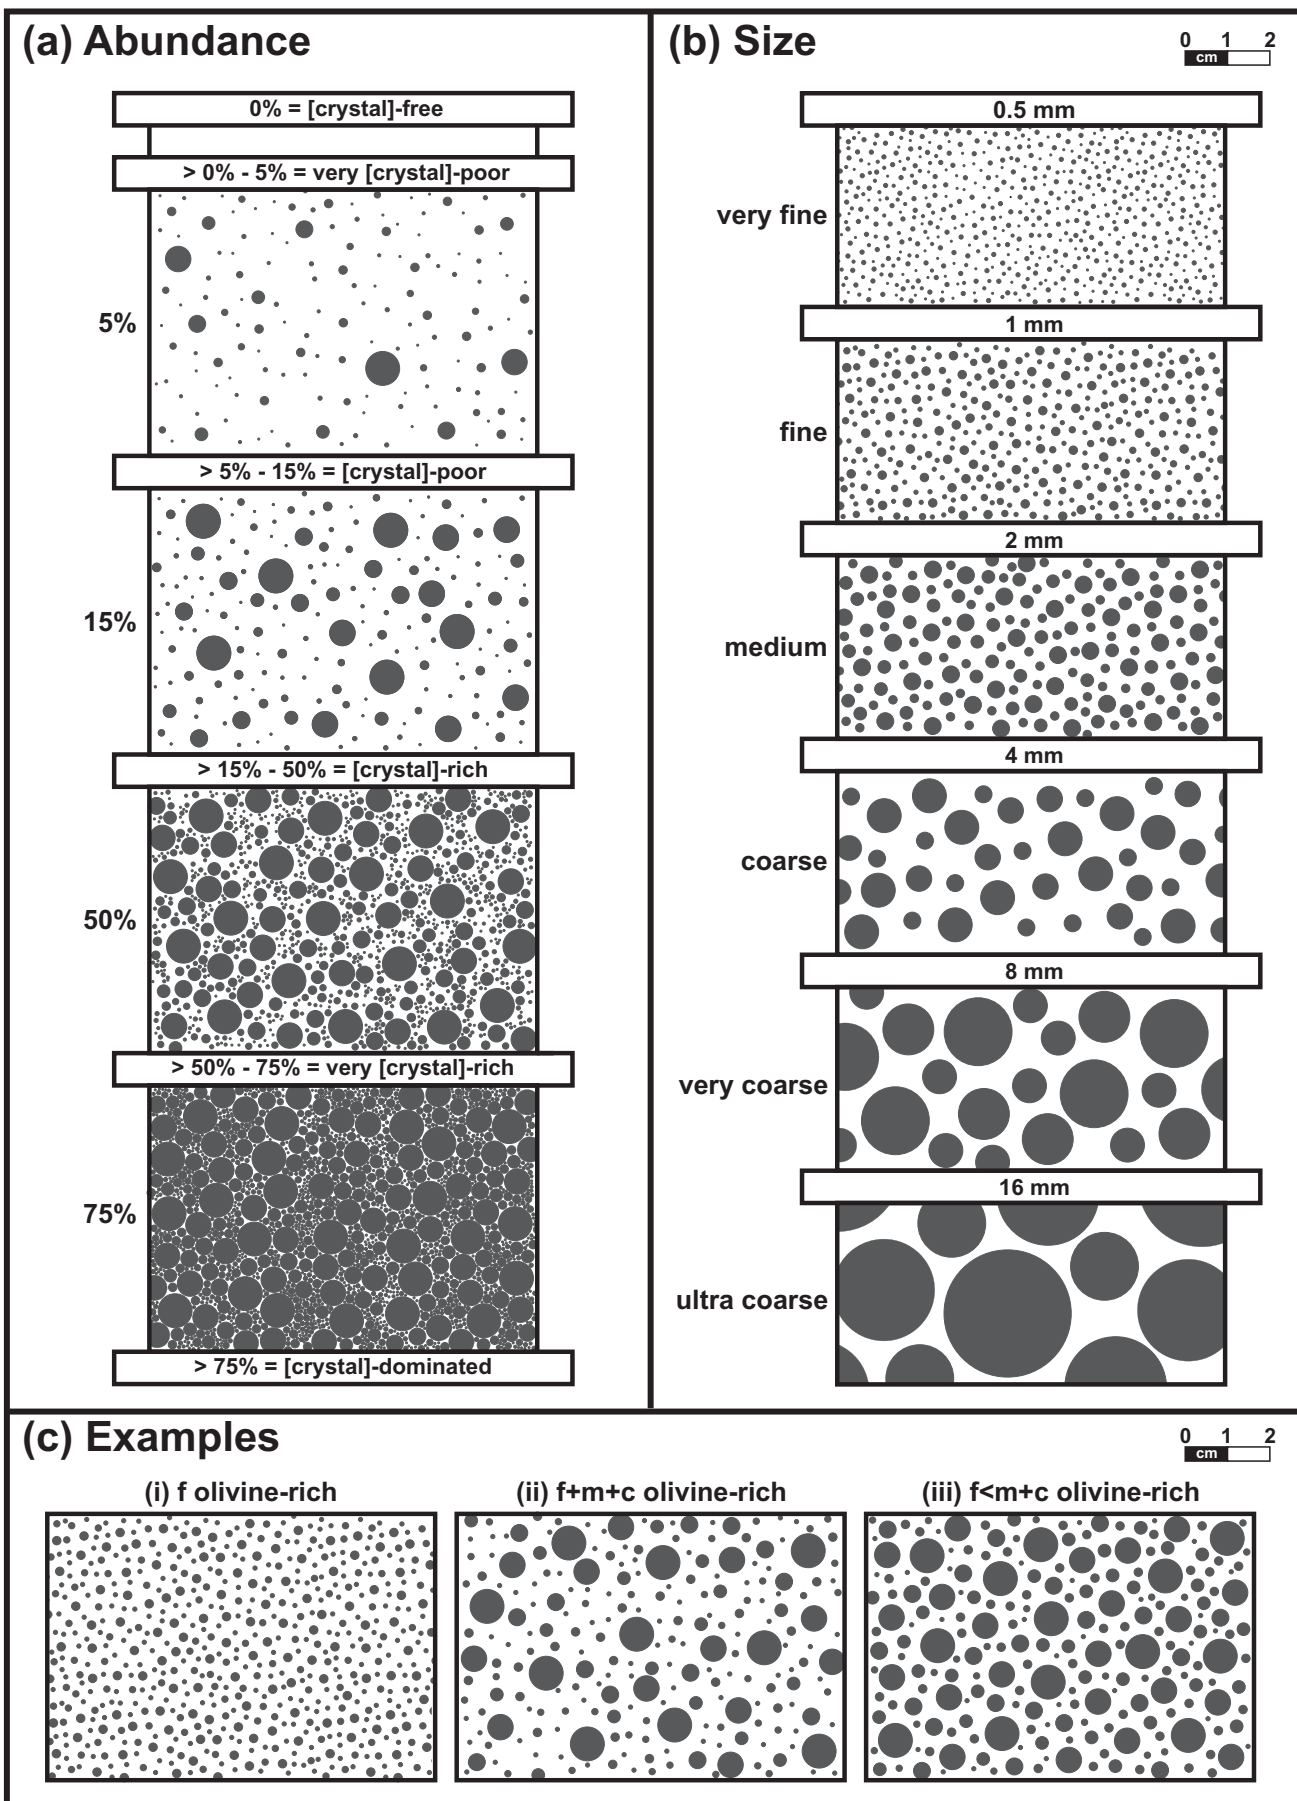 (a) Abundance
0% = [crystal]-free
> 0% - 5% = very [crystal]-poor
5%
> 5% - 15% = [crystal]-poor
15%
> 15% - 50% = [crystal]-rich
50%
> 50% - 75% = very [crystal]-rich
75%
> 75% = [crystal]-dominated
(b) Size
0 1 2
cm
0.5 mm
very fine
1 mm
fine
2 mm
medium
4 mm
coarse
8 mm
very coarse
16 mm
ultra coarse
(c) Examples
0 1 2
cm
(i) f olivine-rich
(ii) f+m+c olivine-rich
(iii) f<m+c olivine-rich